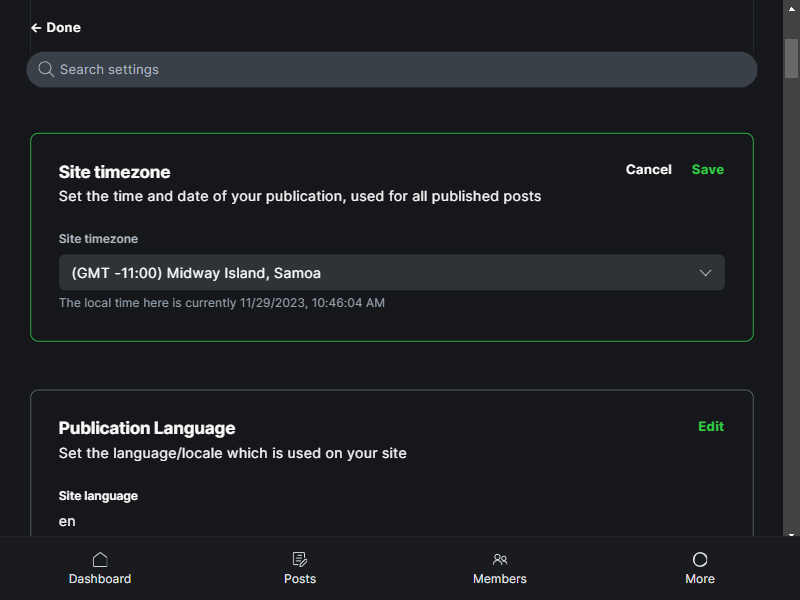 Done
Search settings
Site timezone
Cancel
Save
Set the time and date of your publication, used for all published posts
Site timezone
(GMT -11:00) Midway Island, Samoa
The local time here is currently 11/29/2023, 10:46:04 AM
Publication Language
Edit
Set the language/locale which is used on your site
Site language
en
Dashboard
Posts
Members
More